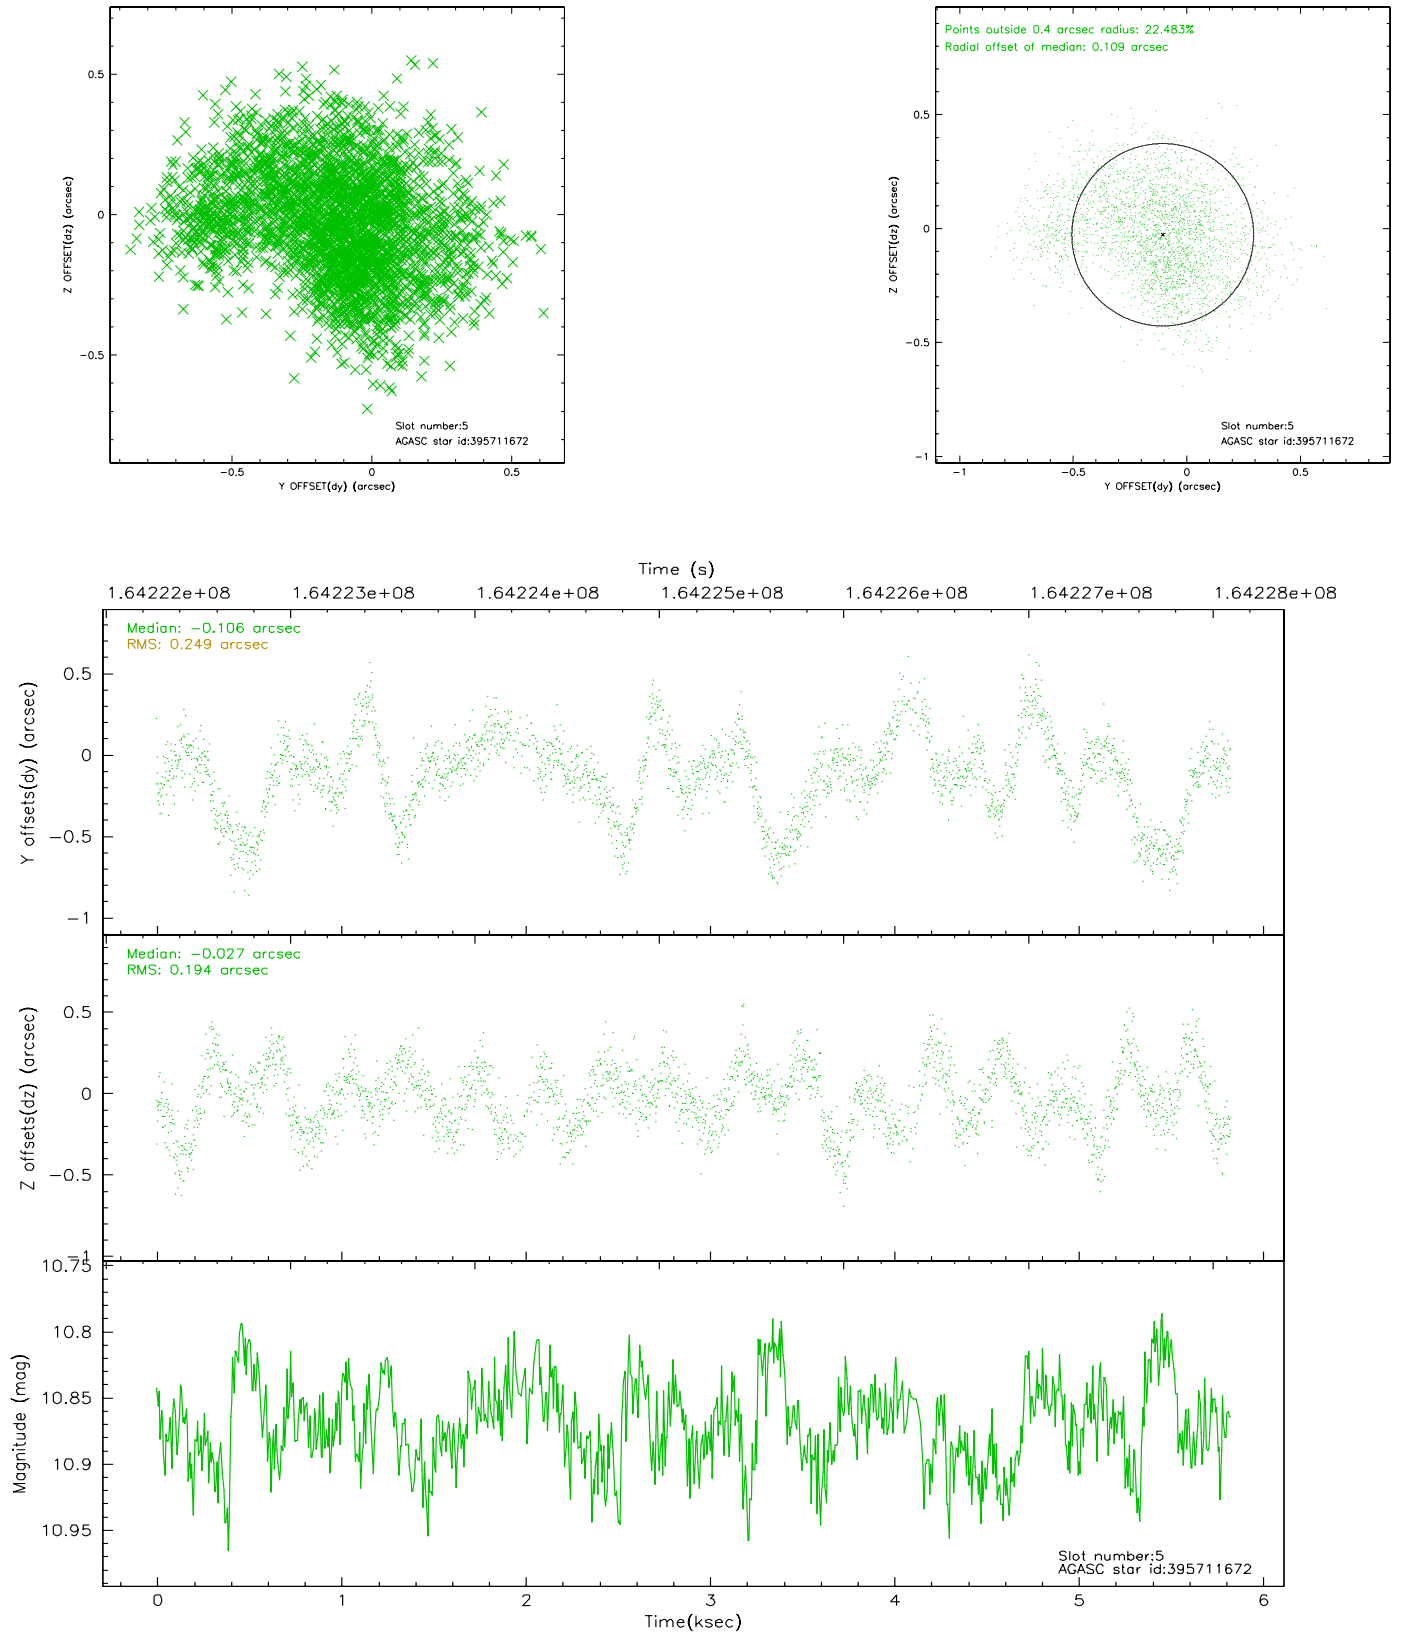 0.5
0
−0.5
Z OFFSET(dz) (arcsec)
Slot number:5
AGASC star id:395711672
−0.5 0 0.5
Y OFFSET(dy) (arcsec)
Points outside 0.4 arcsec radius: 22.483%
Radial offset of median: 0.109 arcsec
0.5
0
−0.5
−1
Z OFFSET(dz) (arcsec)
Slot number:5
AGASC star id:395711672
−1 −0.5 0 0.5
Y OFFSET(dy) (arcsec)
Time (s)
1.64222e+08 1.64223e+08 1.64224e+08 1.64225e+08 1.64226e+08 1.64227e+08 1.64228e+08
Median: −0.106 arcsec
RMS: 0.249 arcsec
0.5
0
−0.5
−1
Y offsets(dy) (arcsec)
Median: −0.027 arcsec
RMS: 0.194 arcsec
0.5
0
−0.5
−1
Z offsets(dz) (arcsec)
10.75
10.8
10.85
10.9
10.95
Magnitude (mag)
Slot number:5
AGASC star id:395711672
0 1 2 3 4 5 6
Time(ksec)